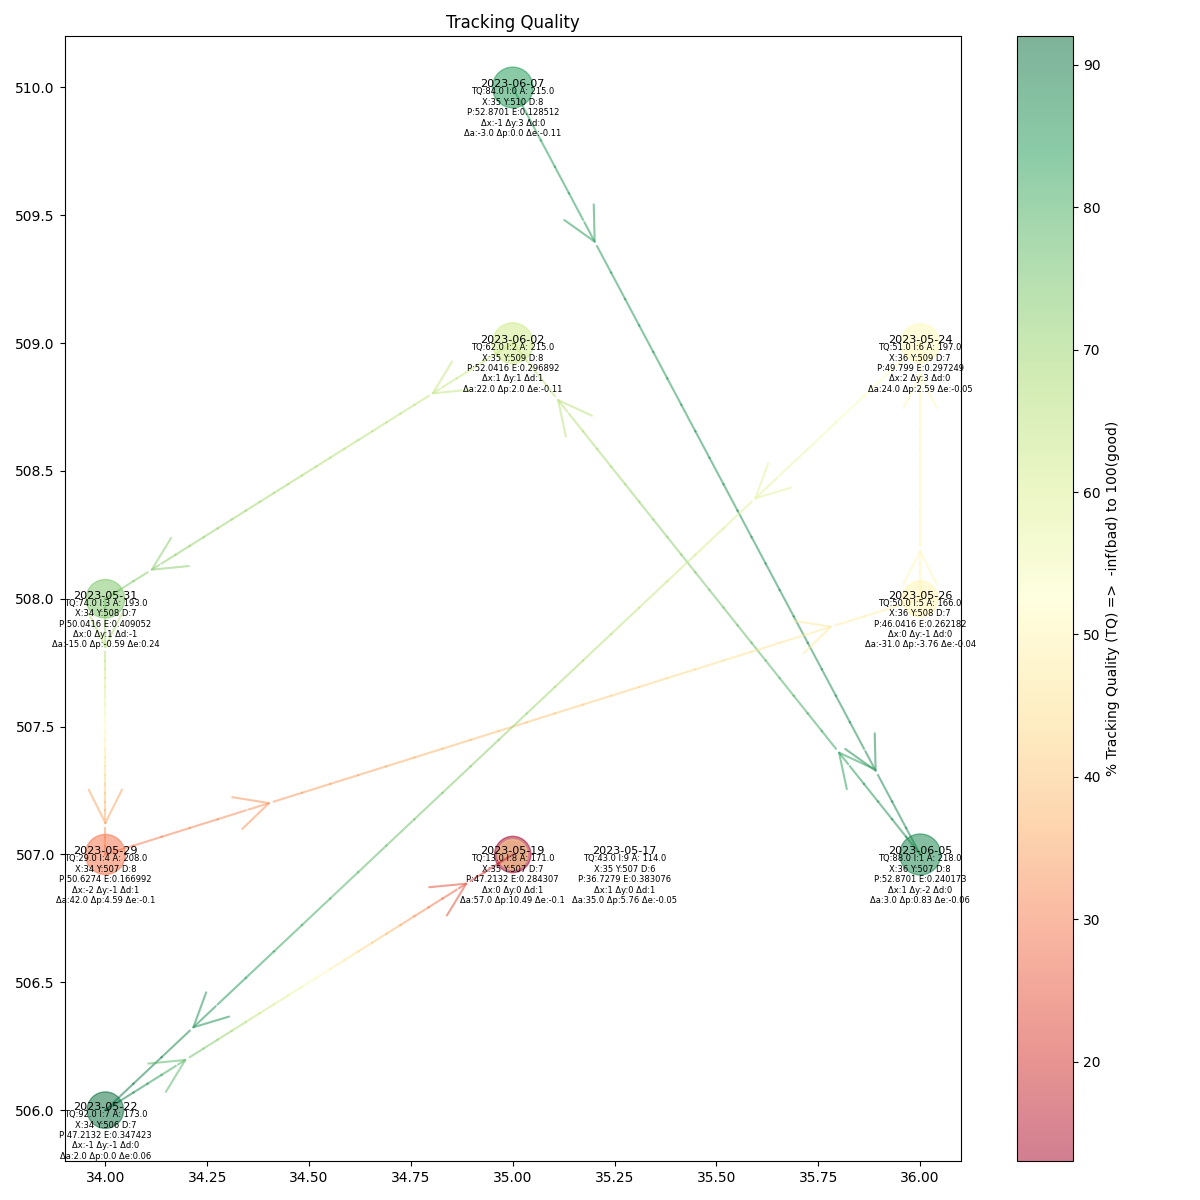 Tracking Quality
510.0
509.5
509.0
508.5
508.0
507.5
507.0
506.5
506.0
34.00
34.25
34.50
34.75
35.00
35.25
35.50
35.75
36.00
2023-06-07
TQ:84.0 I:0 A: 215.0
X:35 Y:510 D:8
P:52.8701 E:0.128512
Δx:-1 Δy:3 Δd:0
Δa:-3.0 Δp:0.0 Δe:-0.11
2023-06-02
TQ:62.0 I:2 A: 215.0
X:35 Y:509 D:8
P:52.0416 E:0.296892
Δx:1 Δy:1 Δd:1
Δa:22.0 Δp:2.0 Δe:-0.11
2023-05-24
TQ:51.0 I:6 A: 197.0
X:36 Y:509 D:7
P:49.799 E:0.297249
Δx:2 Δy:3 Δd:0
Δa:24.0 Δp:2.59 Δe:-0.05
2023-05-31
TQ:74.0 I:3 A: 193.0
X:34 Y:508 D:7
P:50.0416 E:0.409052
Δx:0 Δy:1 Δd:-1
Δa:-15.0 Δp:-0.59 Δe:0.24
2023-05-26
TQ:50.0 I:5 A: 166.0
X:36 Y:508 D:7
P:46.0416 E:0.262182
Δx:0 Δy:-1 Δd:0
Δa:-31.0 Δp:-3.76 Δe:-0.04
2023-05-29
TQ:29.0 I:4 A: 208.0
X:34 Y:507 D:8
P:50.6274 E:0.166992
Δx:-2 Δy:-1 Δd:1
Δa:42.0 Δp:4.59 Δe:-0.1
2023-05-19
TQ:13.0 I:8 A: 171.0
X:35 Y:507 D:7
P:47.2132 E:0.284307
Δx:0 Δy:0 Δd:1
Δa:57.0 Δp:10.49 Δe:-0.1
2023-05-17
TQ:43.0 I:9 A: 114.0
X:35 Y:507 D:6
P:36.7279 E:0.383076
Δx:1 Δy:0 Δd:1
Δa:35.0 Δp:5.76 Δe:-0.05
2023-06-05
TQ:88.0 I:1 A: 218.0
X:36 Y:507 D:8
P:52.8701 E:0.240173
Δx:1 Δy:-2 Δd:0
Δa:3.0 Δp:0.83 Δe:-0.06
2023-05-22
TQ:92.0 I:7 A: 173.0
X:34 Y:506 D:7
P:47.2132 E:0.347423
Δx:-1 Δy:-1 Δd:0
Δa:2.0 Δp:0.0 Δe:0.06
90
80
70
60
50
40
30
20
% Tracking Quality (TQ) => -inf(bad) to 100(good)